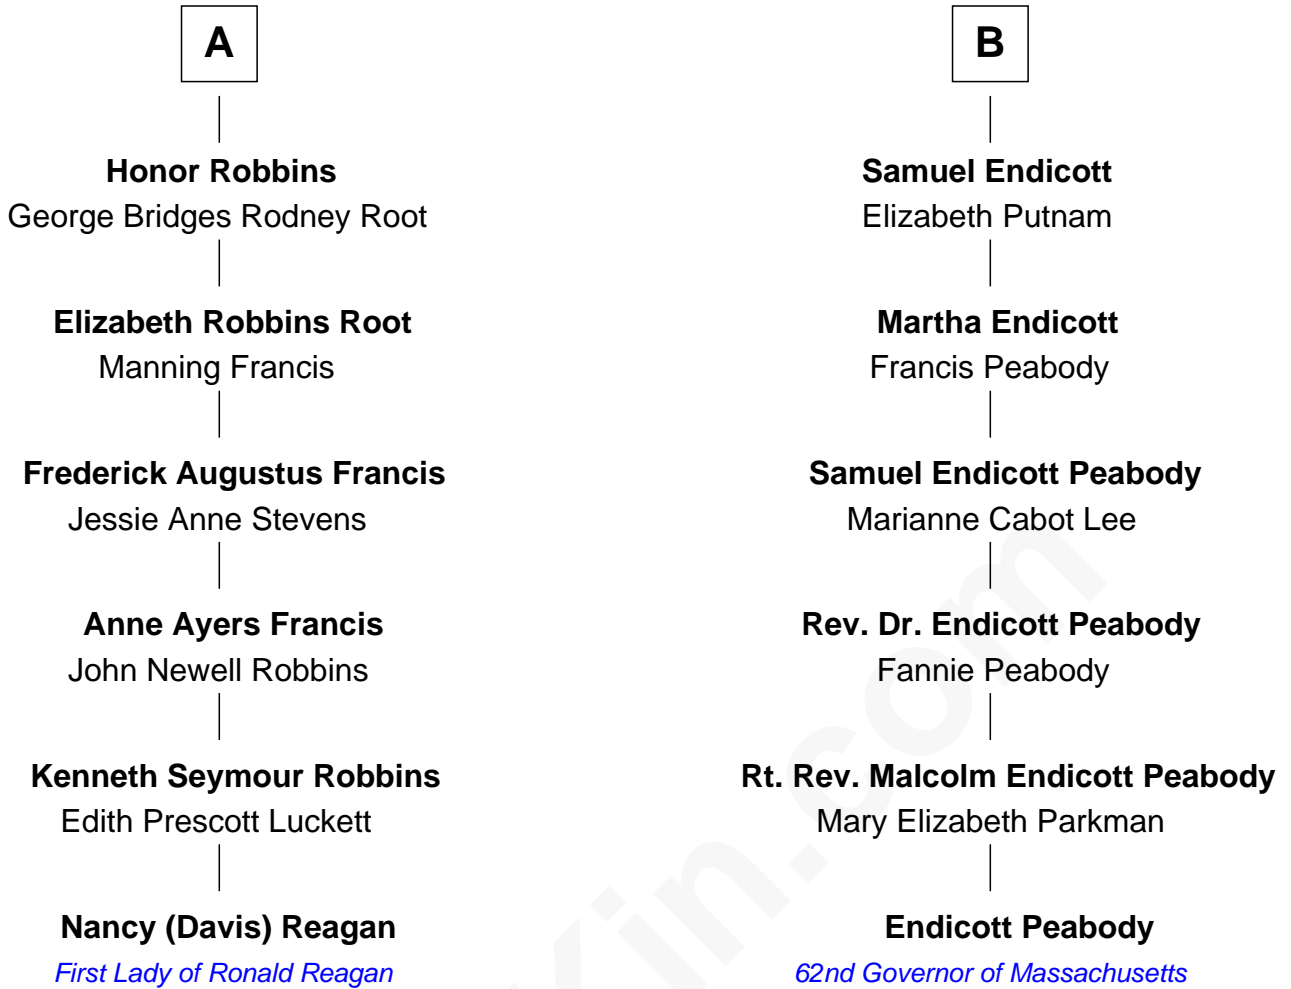 A
Honor Robbins
George Bridges Rodney Root
Elizabeth Robbins Root
Manning Francis
Frederick Augustus Francis
Jessie Anne Stevens
Anne Ayers Francis
John Newell Robbins
Kenneth Seymour Robbins
Edith Prescott Luckett
Nancy (Davis) Reagan
First Lady of Ronald Reagan
B
Samuel Endicott
Elizabeth Putnam
Martha Endicott
Francis Peabody
Samuel Endicott Peabody
Marianne Cabot Lee
Rev. Dr. Endicott Peabody
Fannie Peabody
Rt. Rev. Malcolm Endicott Peabody
Mary Elizabeth Parkman
Endicott Peabody
62nd Governor of Massachusetts